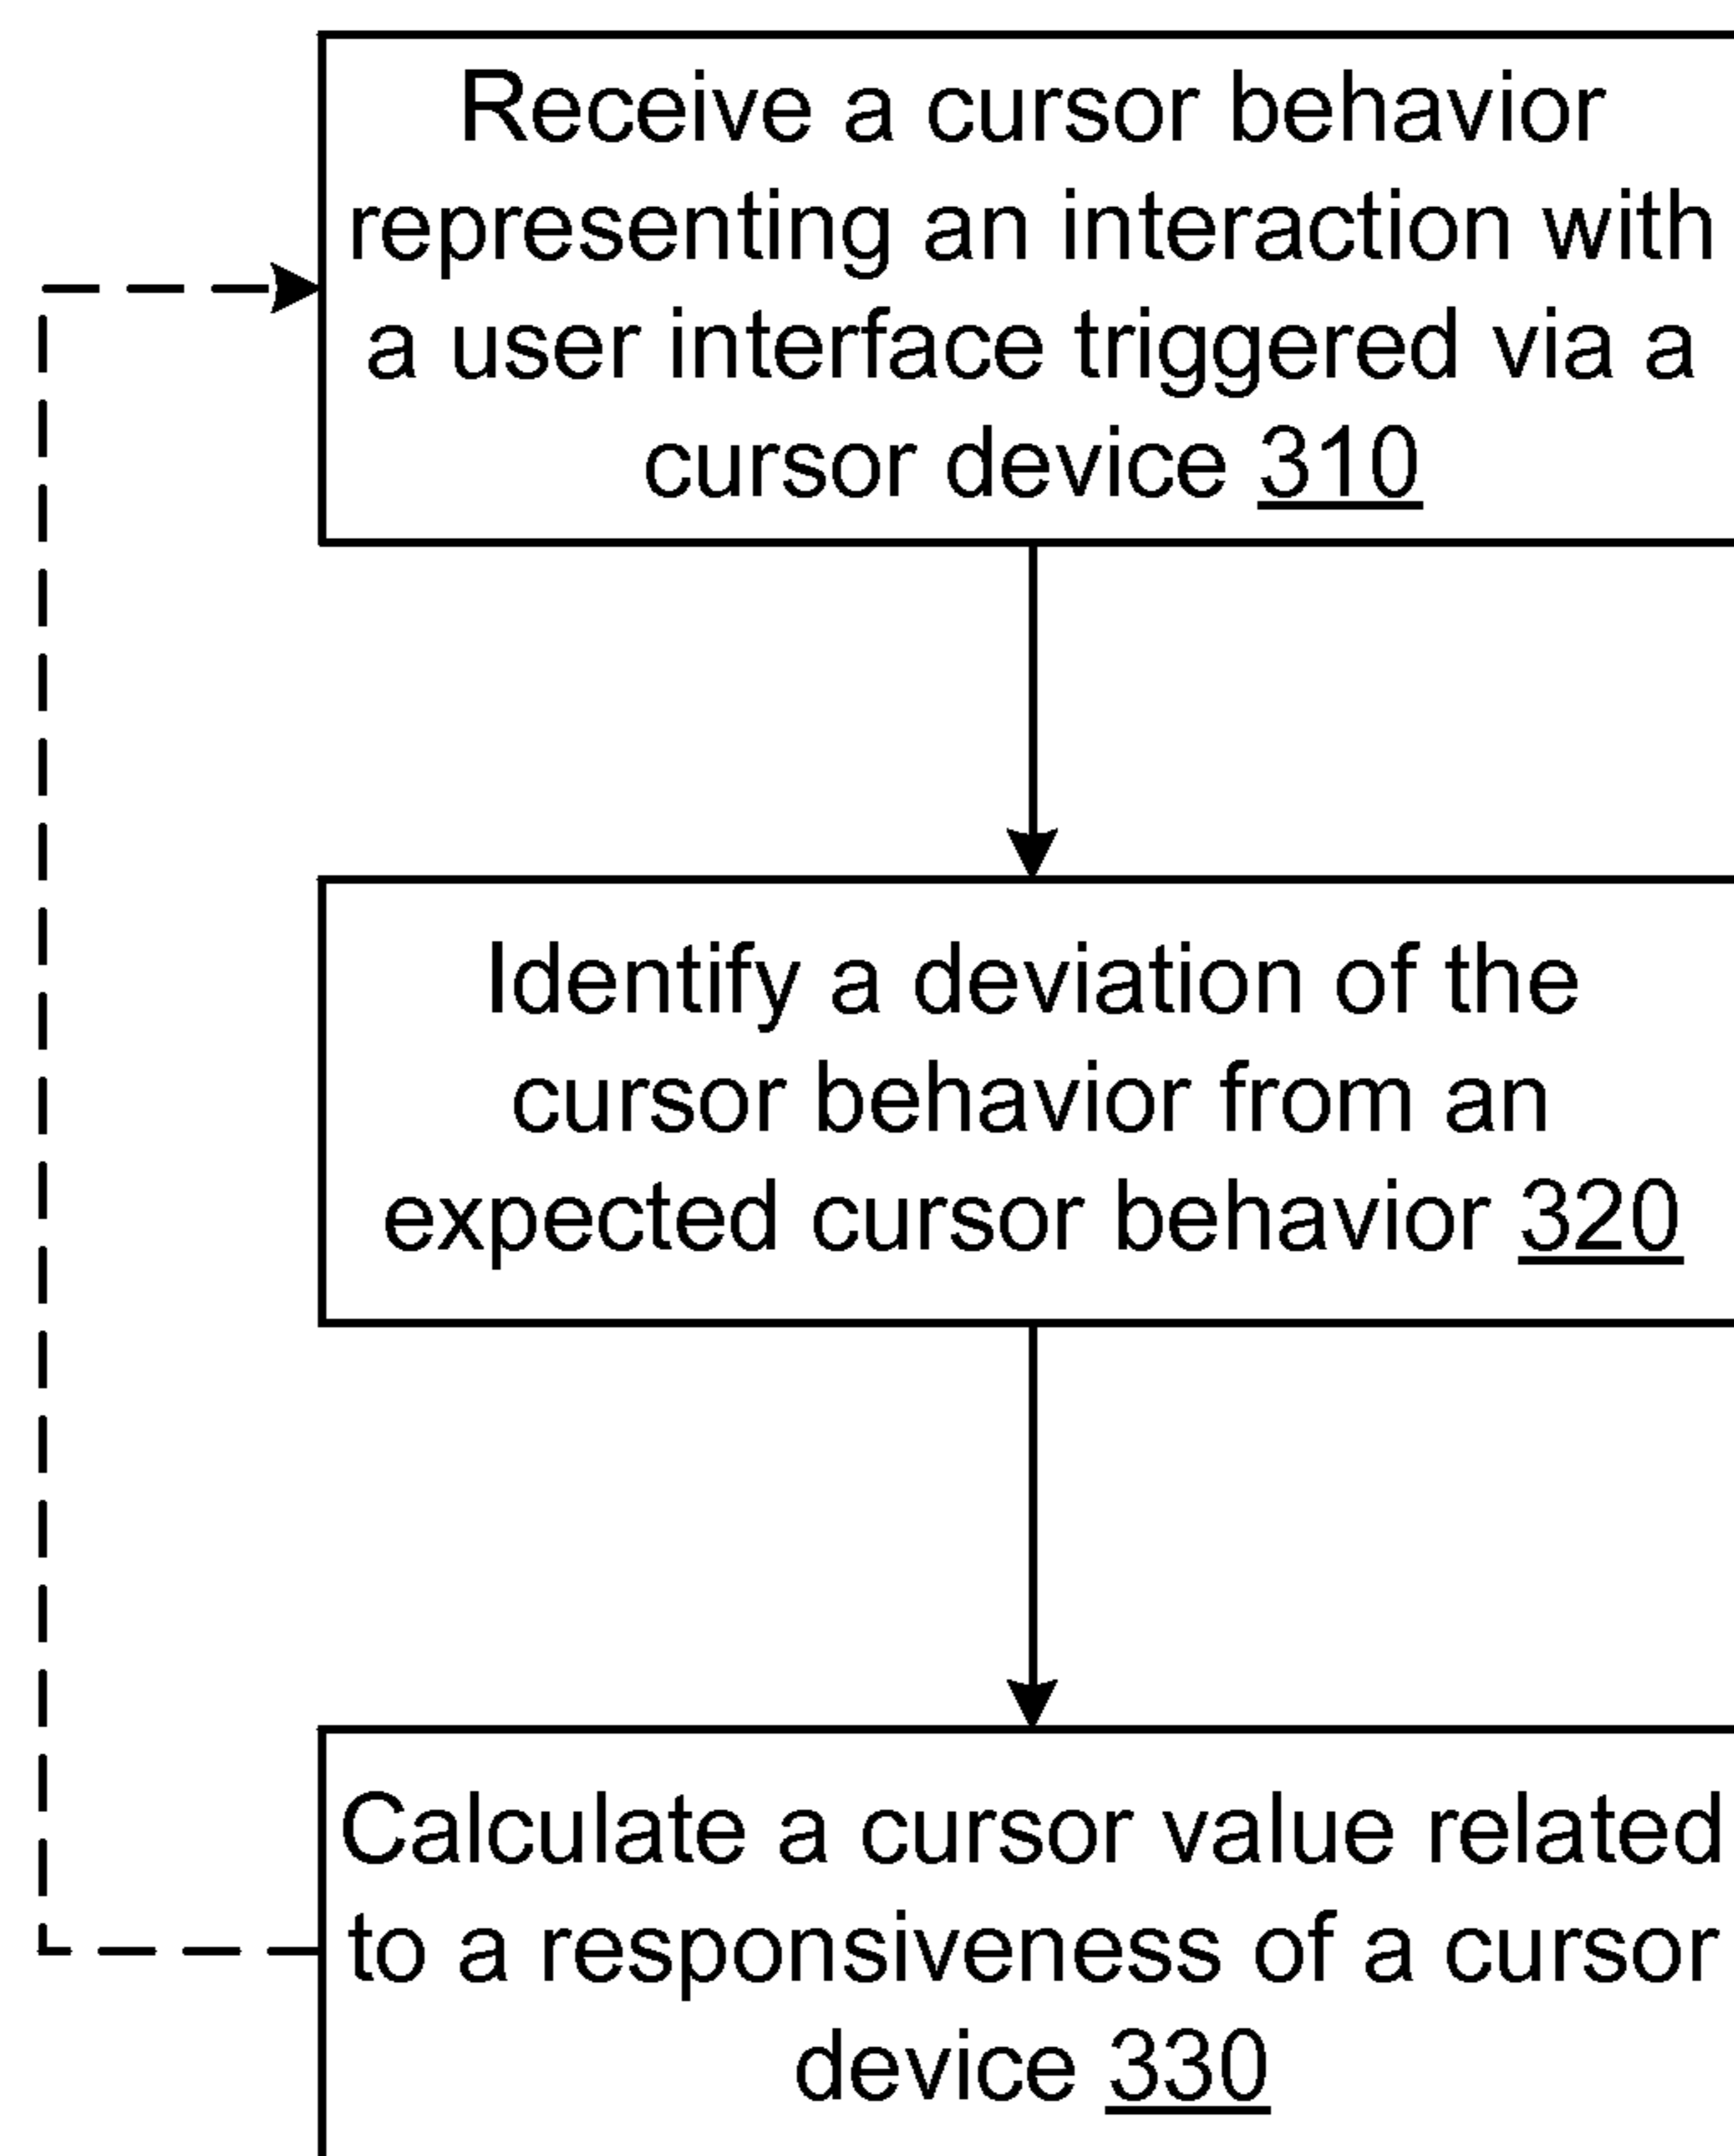 Receive a cursor behavior
representing an interaction with
a user interface triggered via a
cursor device 310
Identify a deviation of the
cursor behavior from an
expected cursor behavior 320
Calculate a cursor value related
to a responsiveness of a cursor
device 330